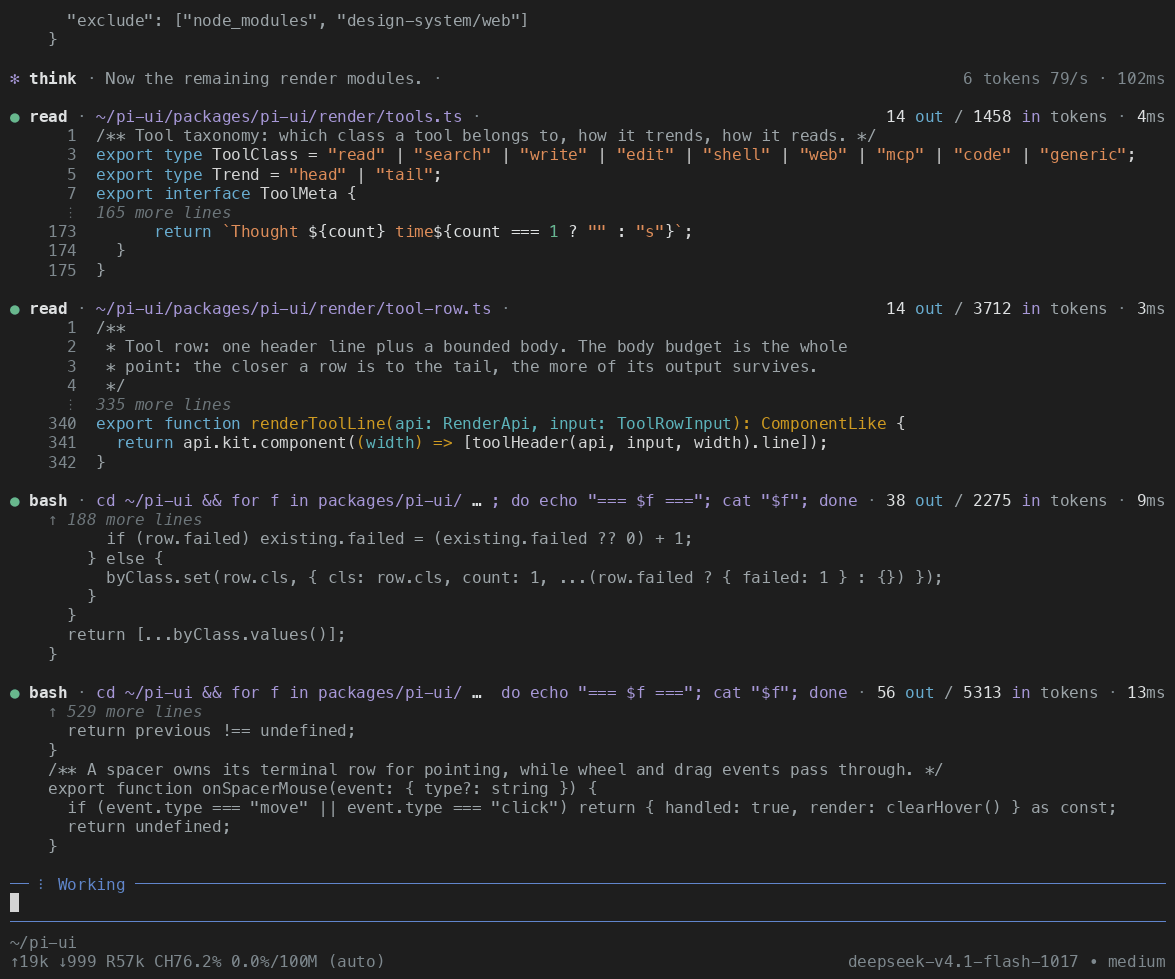 "exclude": ["node_modules", "design-system/web"]
}
✻ think · Now the remaining render modules. · 6 tokens 79/s · 102ms
● read · ~/pi-ui/packages/pi-ui/render/tools.ts · 14 out / 1458 in tokens · 4ms
1 /** Tool taxonomy: which class a tool belongs to, how it trends, how it reads. */
3 export type ToolClass = "read" | "search" | "write" | "edit" | "shell" | "web" | "mcp" | "code" | "generic";
5 export type Trend = "head" | "tail";
7 export interface ToolMeta {
⋮ 165 more lines
173 return `Thought ${count} time${count === 1 ? "" : "s"}`;
174 }
175 }
● read · ~/pi-ui/packages/pi-ui/render/tool-row.ts · 14 out / 3712 in tokens · 3ms
1 /**
2 * Tool row: one header line plus a bounded body. The body budget is the whole
3 * point: the closer a row is to the tail, the more of its output survives.
4 */
⋮ 335 more lines
340 export function renderToolLine(api: RenderApi, input: ToolRowInput): ComponentLike {
341 return api.kit.component((width) => [toolHeader(api, input, width).line]);
342 }
● bash · cd ~/pi-ui && for f in packages/pi-ui/ … ; do echo "=== $f ==="; cat "$f"; done · 38 out / 2275 in tokens · 9ms
↑ 188 more lines
if (row.failed) existing.failed = (existing.failed ?? 0) + 1;
} else {
byClass.set(row.cls, { cls: row.cls, count: 1, ...(row.failed ? { failed: 1 } : {}) });
}
}
return [...byClass.values()];
}
● bash · cd ~/pi-ui && for f in packages/pi-ui/ … do echo "=== $f ==="; cat "$f"; done · 56 out / 5313 in tokens · 13ms
↑ 529 more lines
return previous !== undefined;
}
/** A spacer owns its terminal row for pointing, while wheel and drag events pass through. */
export function onSpacerMouse(event: { type?: string }) {
if (event.type === "move" || event.type === "click") return { handled: true, render: clearHover() } as const;
return undefined;
}
Working
~/pi-ui
↑19k ↓999 R57k CH76.2% 0.0%/100M (auto) deepseek-v4.1-flash-1017 • medium